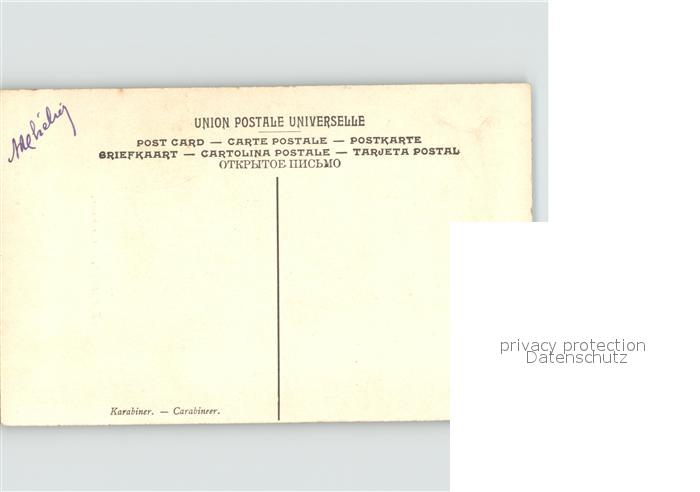 UNION POSTALE UNIVERSELLE
POST CARD — CARTE POSTALE — POSTKARTE
BRIEFKAART — CARTOLINA POSTALE — TARJETA POSTAL
ОТКРЫТОЕ ПИСЬМО
privacy protection
Datenschutz
Karabiner. — Carabineer.